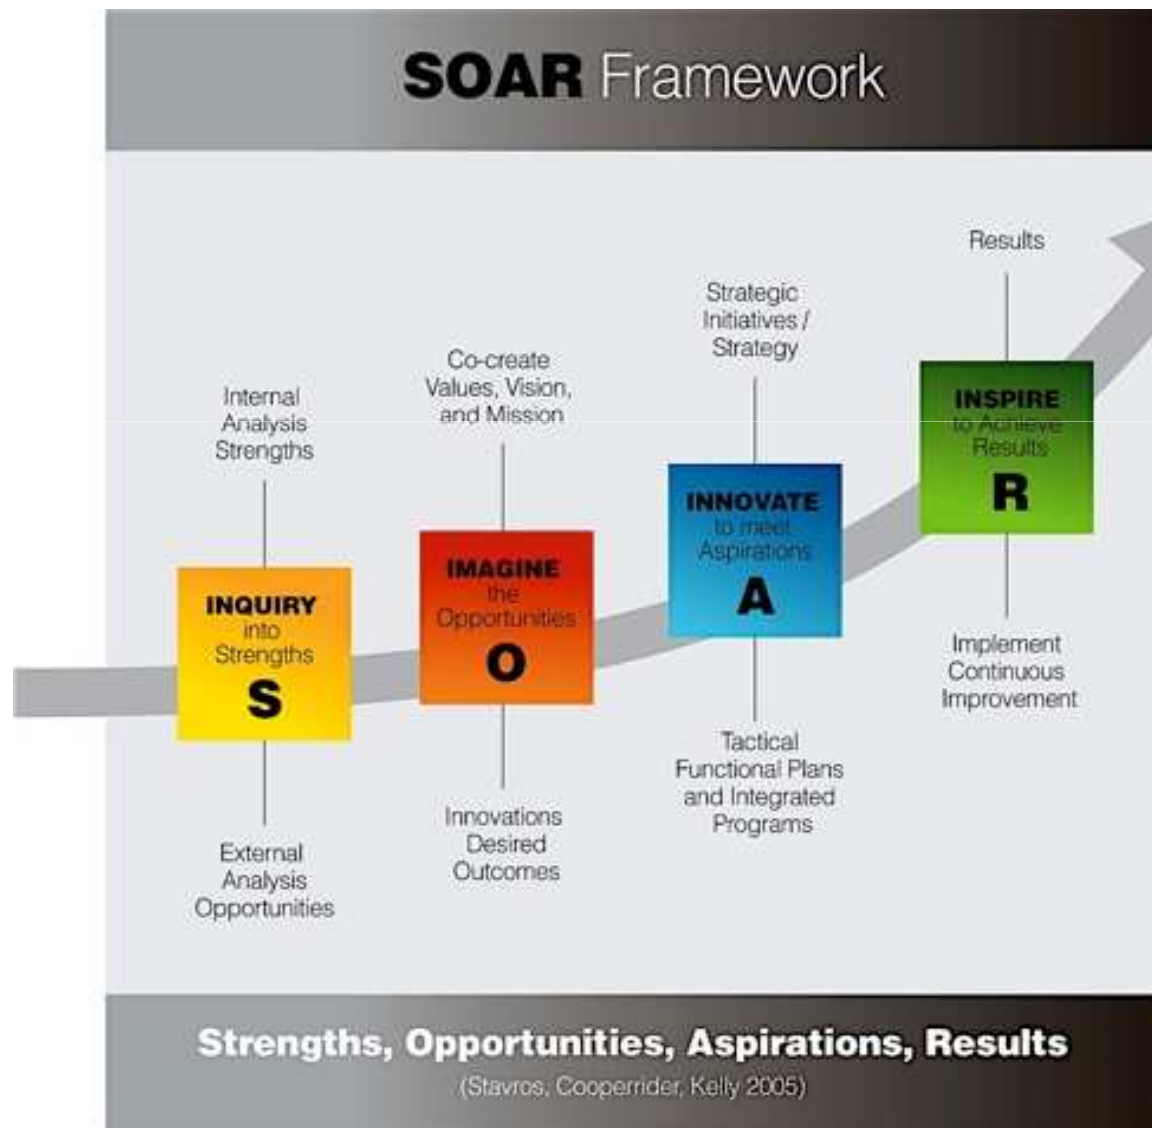 SOAR Framework
Internal
Analysis
Strengths
INQUIRY
into
Strengths
S
External
Analysis
Opportunities
Co-create
Values, Vision,
and Mission
IMAGINE
the
Opportunities
O
Innovations
Desired
Outcomes
Strategic
Initiatives /
Strategy
INNOVATE
to meet
Aspirations
A
Tactical
Functional Plans
and Integrated
Programs
Results
INSPIRE
to Achieve
Results
R
Implement
Continuous
Improvement
Strengths, Opportunities, Aspirations, Results
(Stavros, Cooperrider, Kelly 2005)